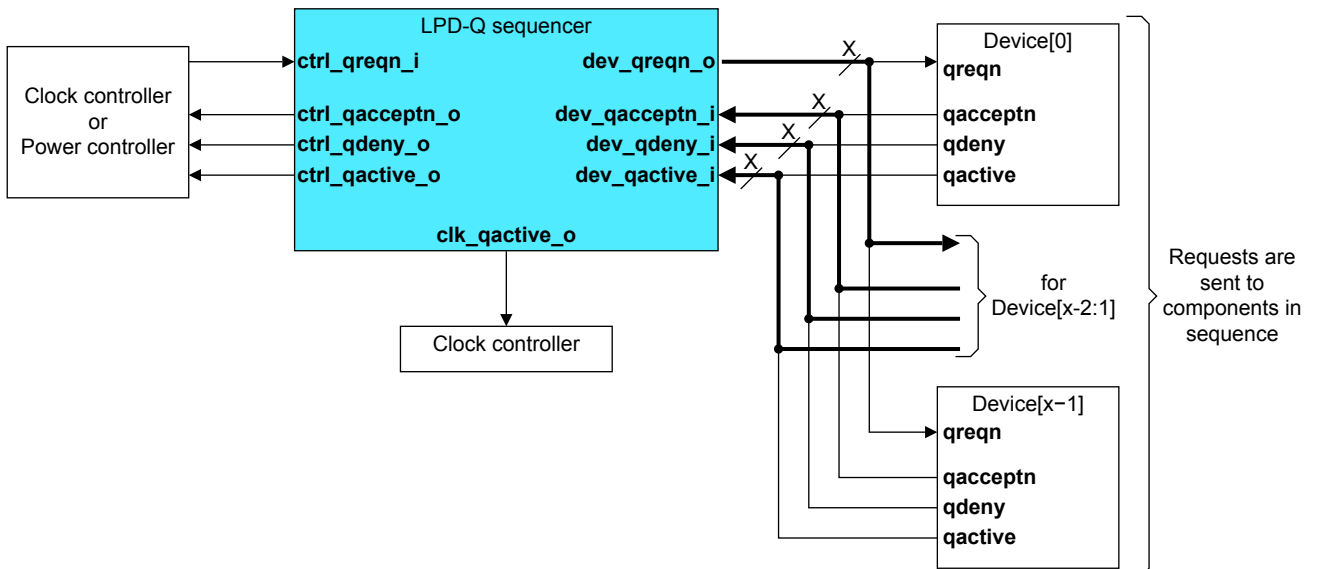 LPD-Q sequencer
Clock controller
or
Power controller
ctrl_qreqn_i
ctrl_qacceptn_o
ctrl_qdeny_o
ctrl_qactive_o
dev_qreqn_o
dev_qacceptn_i
dev_qdeny_i
dev_qactive_i
clk_qactive_o
Clock controller
X
X
X
X
Device[0]
qreqn
qacceptn
qdeny
qactive
for
Device[x-2:1]
Device[x−1]
qreqn
qacceptn
qdeny
qactive
Requests are
sent to
components in
sequence